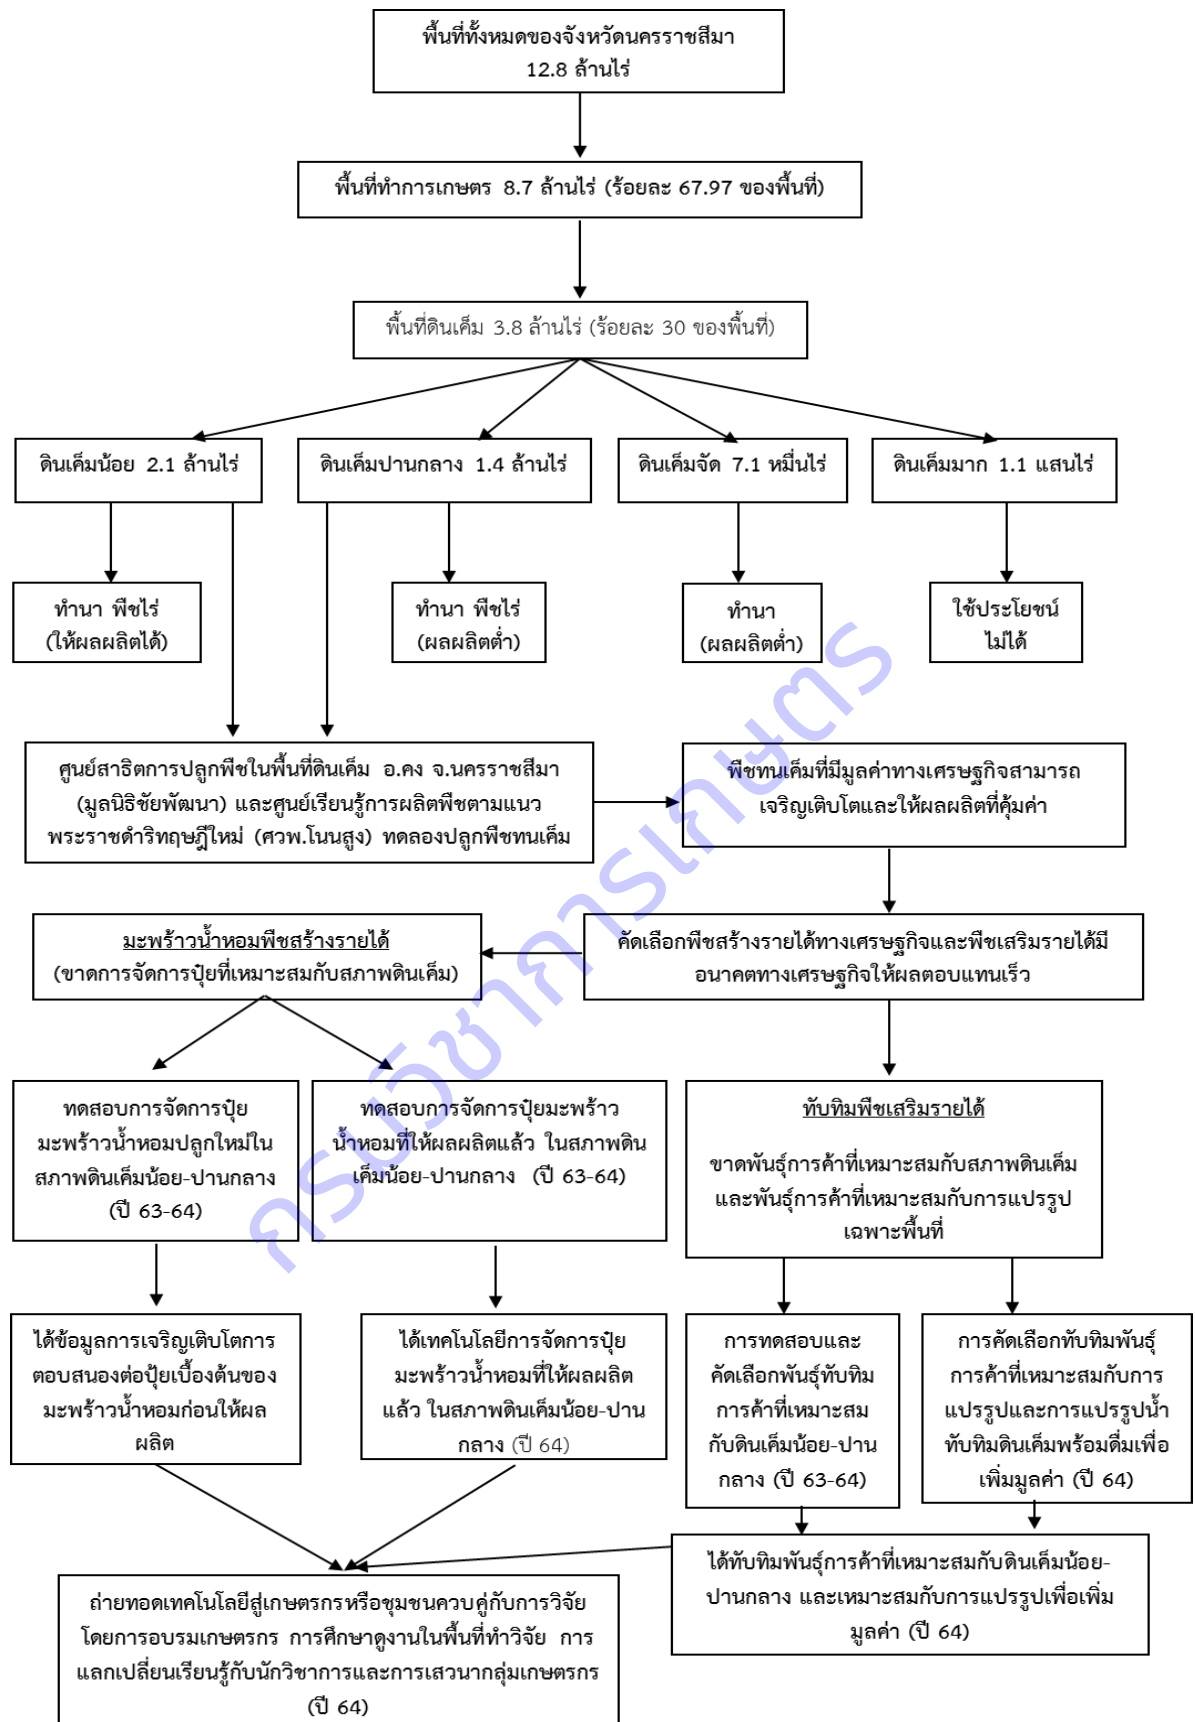 พื้นที่ทั้งหมดของจังหวัดนครราชสีมา
12.8 ล้านไร่
พื้นที่ทำการเกษตร 8.7 ล้านไร่ (ร้อยละ 67.97 ของพื้นที่)
พื้นที่ดินเค็ม 3.8 ล้านไร่ (ร้อยละ 30 ของพื้นที่)
ดินเค็มน้อย 2.1 ล้านไร่
ดินเค็มปานกลาง 1.4 ล้านไร่
ดินเค็มจัด 7.1 หมื่นไร่
ดินเค็มมาก 1.1 แสนไร่
ทำนา พืชไร่
(ให้ผลผลิตได้)
ทำนา พืชไร่
(ผลผลิตต่ำ)
ทำนา
(ผลผลิตต่ำ)
ใช้ประโยชน์
ไม่ได้
ศูนย์สาธิตการปลูกพืชในพื้นที่ดินเค็ม อ.คง จ.นครราชสีมา
(มูลนิธิชัยพัฒนา) และศูนย์เรียนรู้การผลิตพืชตามแนว
พระราชดำริทฤษฎีใหม่ (ศวพ.โนนสูง) ทดลองปลูกพืชทนเค็ม
พืชทนเค็มที่มีมูลค่าทางเศรษฐกิจสามารถ
เจริญเติบโตและให้ผลผลิตที่คุ้มค่า
มะพร้าวน้ำหอมพืชสร้างรายได้
(ขาดการจัดการปุ๋ยที่เหมาะสมกับสภาพดินเค็ม)
คัดเลือกพืชสร้างรายได้ทางเศรษฐกิจและพืชเสริมรายได้มี
อนาคตทางเศรษฐกิจให้ผลตอบแทนเร็ว
ทดสอบการจัดการปุ๋ย
มะพร้าวน้ำหอมปลูกใหม่ใน
สภาพดินเค็มน้อย-ปานกลาง
(ปี 63-64)
ทดสอบการจัดการปุ๋ยมะพร้าว
น้ำหอมที่ให้ผลผลิตแล้ว ในสภาพดิน
เค็มน้อย-ปานกลาง (ปี 63-64)
ทับทิมพืชเสริมรายได้
ขาดพันธุ์การค้าที่เหมาะสมกับสภาพดินเค็ม
และพันธุ์การค้าที่เหมาะสมกับการแปรรูป
เฉพาะพื้นที่
ได้ข้อมูลการเจริญเติบโตการ
ตอบสนองต่อปุ้ยเบื้องต้นของ
มะพร้าวน้ำหอมก่อนให้ผล
ผลิต
ได้เทคโนโลยีการจัดการปุ๋ย
มะพร้าวน้ำหอมที่ให้ผลผลิต
แล้ว ในสภาพดินเค็มน้อย-ปาน
กลาง (ปี 64)
การทดสอบและ
คัดเลือกพันธุ์ทับทิม
การค้าที่เหมาะสม
กับดินเค็มน้อย-ปาน
กลาง (ปี 63-64)
การคัดเลือกทับทิมพันธุ์
การค้าที่เหมาะสมกับการ
แปรรูปและการแปรรูปน้ำ
ทับทิมดินเค็มพร้อมดื่มเพื่อ
เพิ่มมูลค่า (ปี 64)
ได้ทับทิมพันธุ์การค้าที่เหมาะสมกับดินเค็มน้อย-
ปานกลาง และเหมาะสมกับการแปรรูปเพื่อเพิ่ม
มูลค่า (ปี 64)
ถ่ายทอดเทคโนโลยีสู่เกษตรกรหรือชุมชนควบคู่กับการวิจัย
โดยการอบรมเกษตรกร การศึกษาดูงานในพื้นที่ทำวิจัย การ
แลกเปลี่ยนเรียนรู้กับนักวิชาการและการเสวนากลุ่มเกษตรกร
(ปี 64)
กรมวิชาการเกษตร